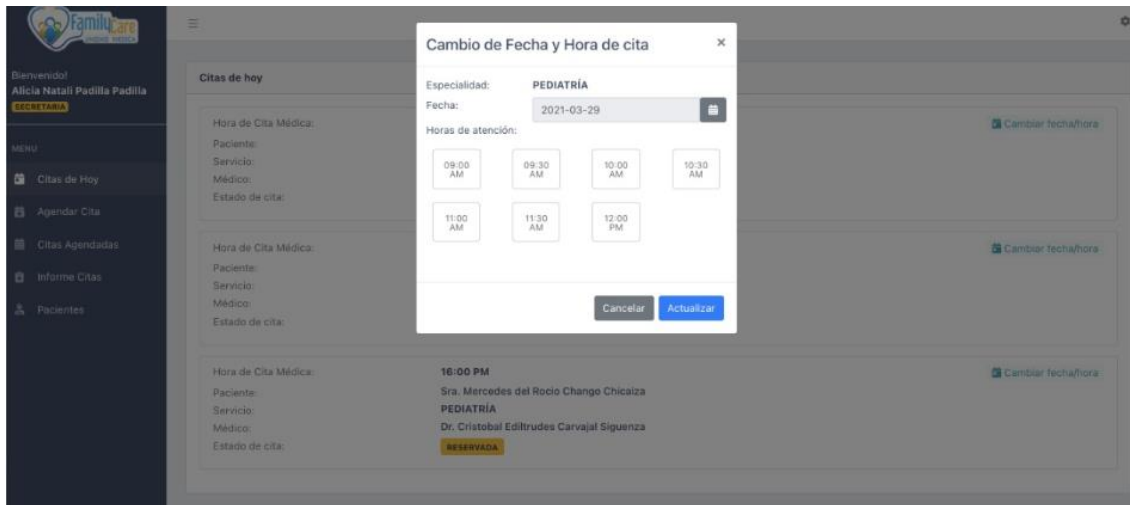 FamilyCare
UNIDAD MÉDICA
Bienvenido!
Alicia Natali Padilla Padilla
SECRETARIA
MENU
Citas de Hoy
Agendar Cita
Citas Agendadas
Informe Citas
Pacientes
Citas de hoy
Hora de Cita Médica:
Cambiar fecha/hora
Paciente:
Servicio:
Médico:
Estado de cita:
Hora de Cita Médica:
Cambiar fecha/hora
Paciente:
Servicio:
Médico:
Estado de cita:
Hora de Cita Médica: 16:00 PM
Cambiar fecha/hora
Paciente: Sra. Mercedes del Rocio Chango Chicaiza
Servicio: PEDIATRÍA
Médico: Dr. Cristobal Ediltrudes Carvajal Siguenza
Estado de cita: RESERVADA
Cambio de Fecha y Hora de cita ×
Especialidad: PEDIATRÍA
Fecha: 2021-03-29
Horas de atención:
09:00 AM
09:30 AM
10:00 AM
10:30 AM
11:00 AM
11:30 AM
12:00 PM
Cancelar Actualizar